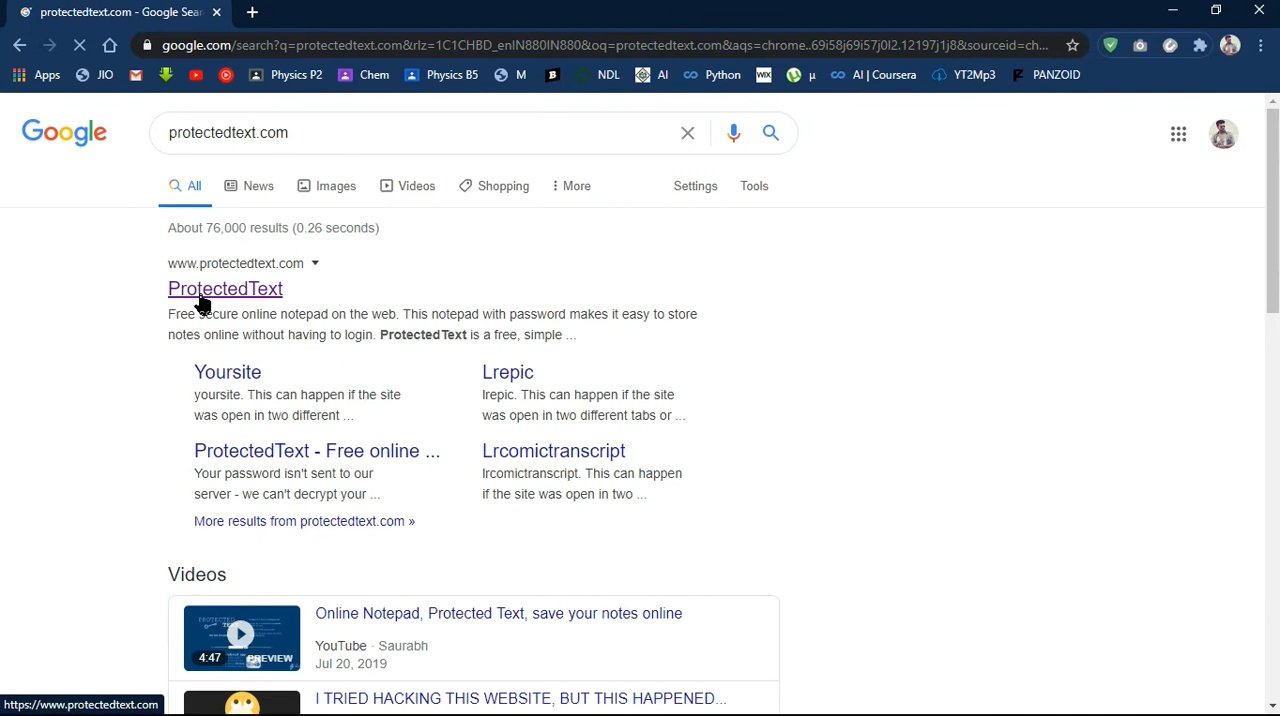 protectedtext.com - Google Sear
google.com/search?q=protectedtext.com&rlz=1C1CHBD_enIN880IN880&oq=protectedtext.com&aqs=chrome..69i58j69i57j0l2.12197j1j8&sourceid=ch...
Apps JIO Physics P2 Chem Physics B5 M NDL AI Python WiX µ AI | Coursera YT2Mp3 PANZOID
Google
protectedtext.com
All News Images Videos Shopping More Settings Tools
About 76,000 results (0.26 seconds)
www.protectedtext.com
ProtectedText
Free secure online notepad on the web. This notepad with password makes it easy to store
notes online without having to login. ProtectedText is a free, simple ...
Yoursite
yoursite. This can happen if the site
was open in two different ...
Lrepic
lrepic. This can happen if the site
was open in two different tabs or ...
ProtectedText - Free online ...
Your password isn't sent to our
server - we can't decrypt your ...
Lrcomictranscript
lrcomictranscript. This can happen
if the site was open in two ...
More results from protectedtext.com »
Videos
4:47
PREVIEW
Online Notepad, Protected Text, save your notes online
YouTube · Saurabh
Jul 20, 2019
I TRIED HACKING THIS WEBSITE, BUT THIS HAPPENED...
https://www.protectedtext.com